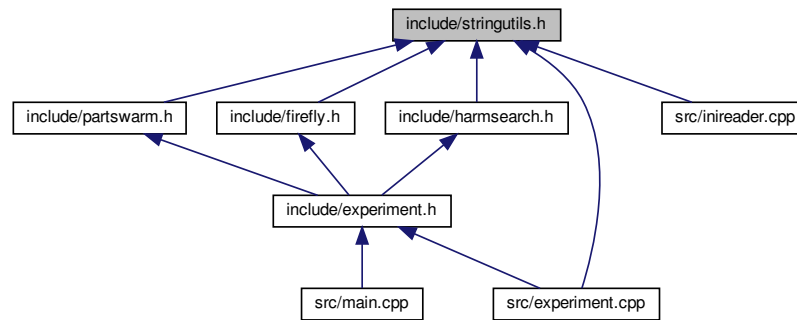 include/stringutils.h
include/partswarm.h
include/firefly.h
include/harmsearch.h
src/inireader.cpp
include/experiment.h
src/main.cpp
src/experiment.cpp